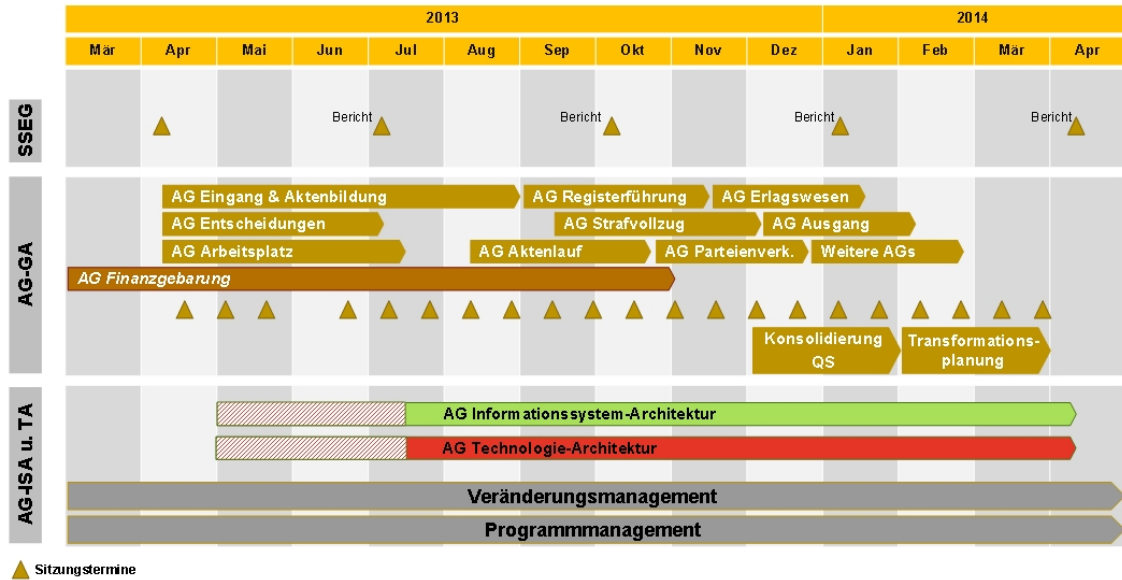 2013
2014
Mär Apr Mai Jun Jul Aug Sep Okt Nov Dez Jan Feb Mär Apr
SSEG
Bericht Bericht Bericht Bericht
AG-GA
AG Eingang & Aktenbildung AG Registerführung AG Erlagswesen
AG Entscheidungen AG Strafvollzug AG Ausgang
AG Arbeitsplatz AG Aktenlauf AG Parteienverk. Weitere AGs
AG Finanzgebarung
Konsolidierung
QS
Transformations-
planung
AG-ISA u. TA
AG Informationssystem-Architektur
AG Technologie-Architektur
Veränderungsmanagement
Programmmanagement
Sitzungstermine